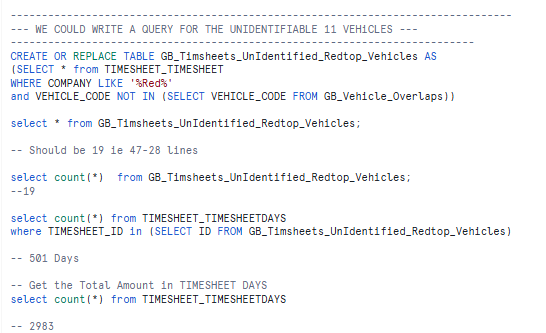 --------------------------------------------------------------------------
--- WE COULD WRITE A QUERY FOR THE UNIDENTIFIABLE 11 VEHiCLES ---
--------------------------------------------------------------------
CREATE OR REPLACE TABLE GB_Timsheets_UnIdentified_Redtop_Vehicles AS
(SELECT * from TIMESHEET_TIMESHEET
WHERE COMPANY LIKE '%Red%'
and VEHICLE_CODE NOT IN (SELECT VEHICLE_CODE FROM GB_Vehicle_Overlaps))
select * from GB_Timsheets_UnIdentified_Redtop_Vehicles;
-- Should be 19 ie 47-28 lines
select count(*)  from GB_Timsheets_UnIdentified_Redtop_Vehicles;
--19
select count(*) from TIMESHEET_TIMESHEETDAYS
where TIMESHEET_ID in (SELECT ID FROM GB_Timsheets_UnIdentified_Redtop_Vehicles)
-- 501 Days
-- Get the Total Amount in TIMESHEET DAYS
select count(*) from TIMESHEET_TIMESHEETDAYS
-- 2983